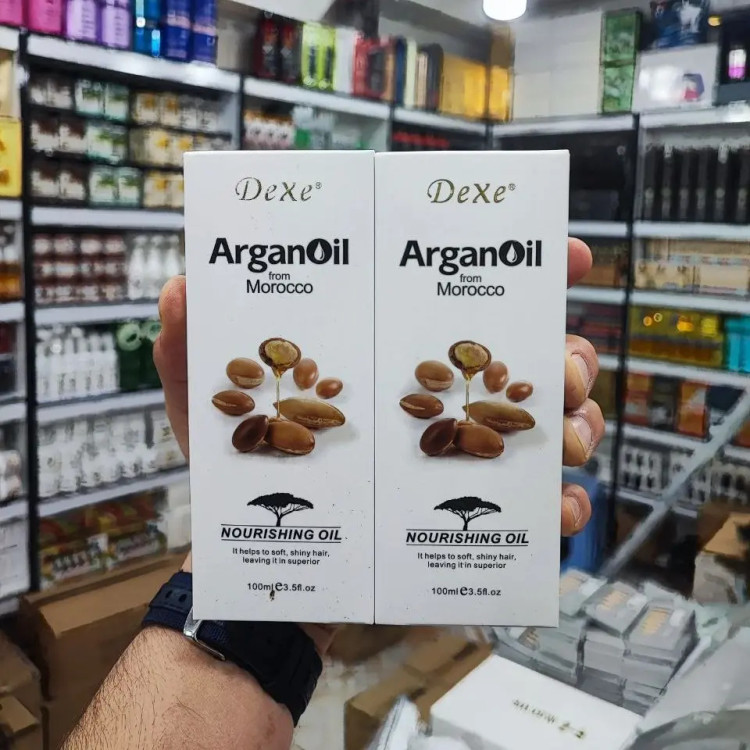 DeXe®
ArganOil
from
Morocco
NOURISHING OIL
It helps to soft, shiny hair,
leaving it in superior
100ml e 3.5fl.oz
DeXe®
ArganOil
from
Morocco
NOURISHING OIL
It helps to soft, shiny hair,
leaving it in superior
100ml e 3.5fl.oz